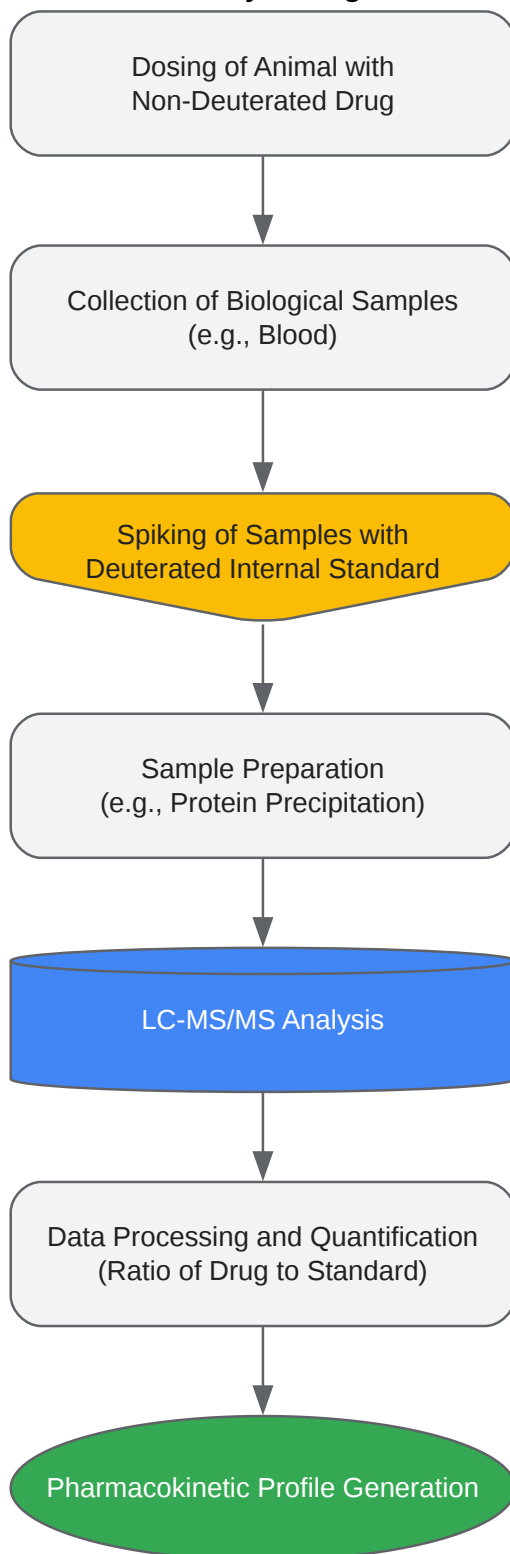 Dosing of Animal with
Non-Deuterated Drug
Collection of Biological Samples
(e.g., Blood)
Spiking of Samples with
Deuterated Internal Standard
Sample Preparation
(e.g., Protein Precipitation)
LC-MS/MS Analysis
Data Processing and Quantification
(Ratio of Drug to Standard)
Pharmacokinetic Profile Generation